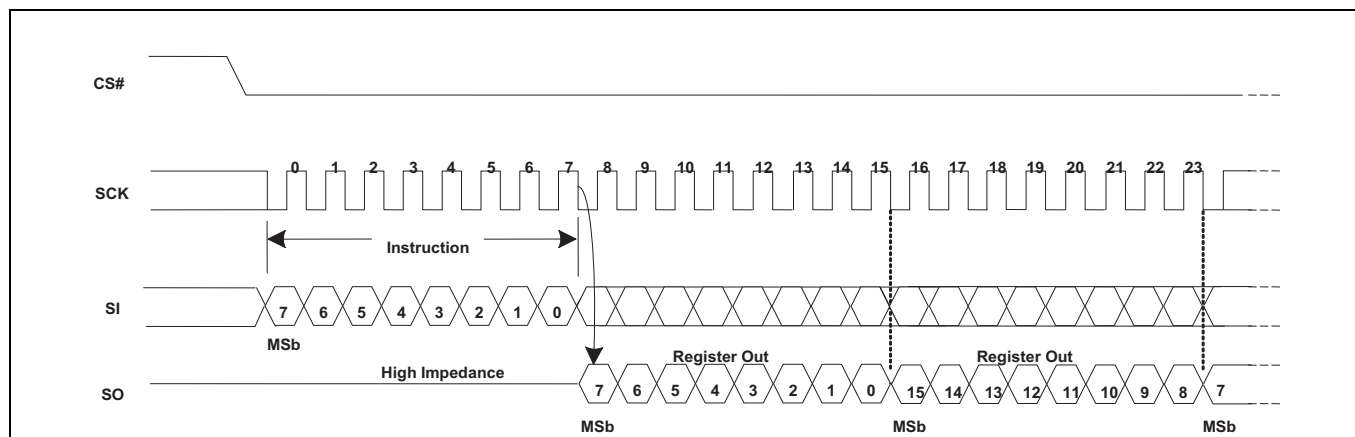 CS#
0 1 2 3 4 5 6 7 8 9 10 11 12 13 14 15 16 17 18 19 20 21 22 23
SCK
Instruction
SI
7 6 5 4 3 2 1 0
MSb
High Impedance
Register Out
Register Out
SO
7 6 5 4 3 2 1 0 15 14 13 12 11 10 9 8 7
MSb
MSb
MSb